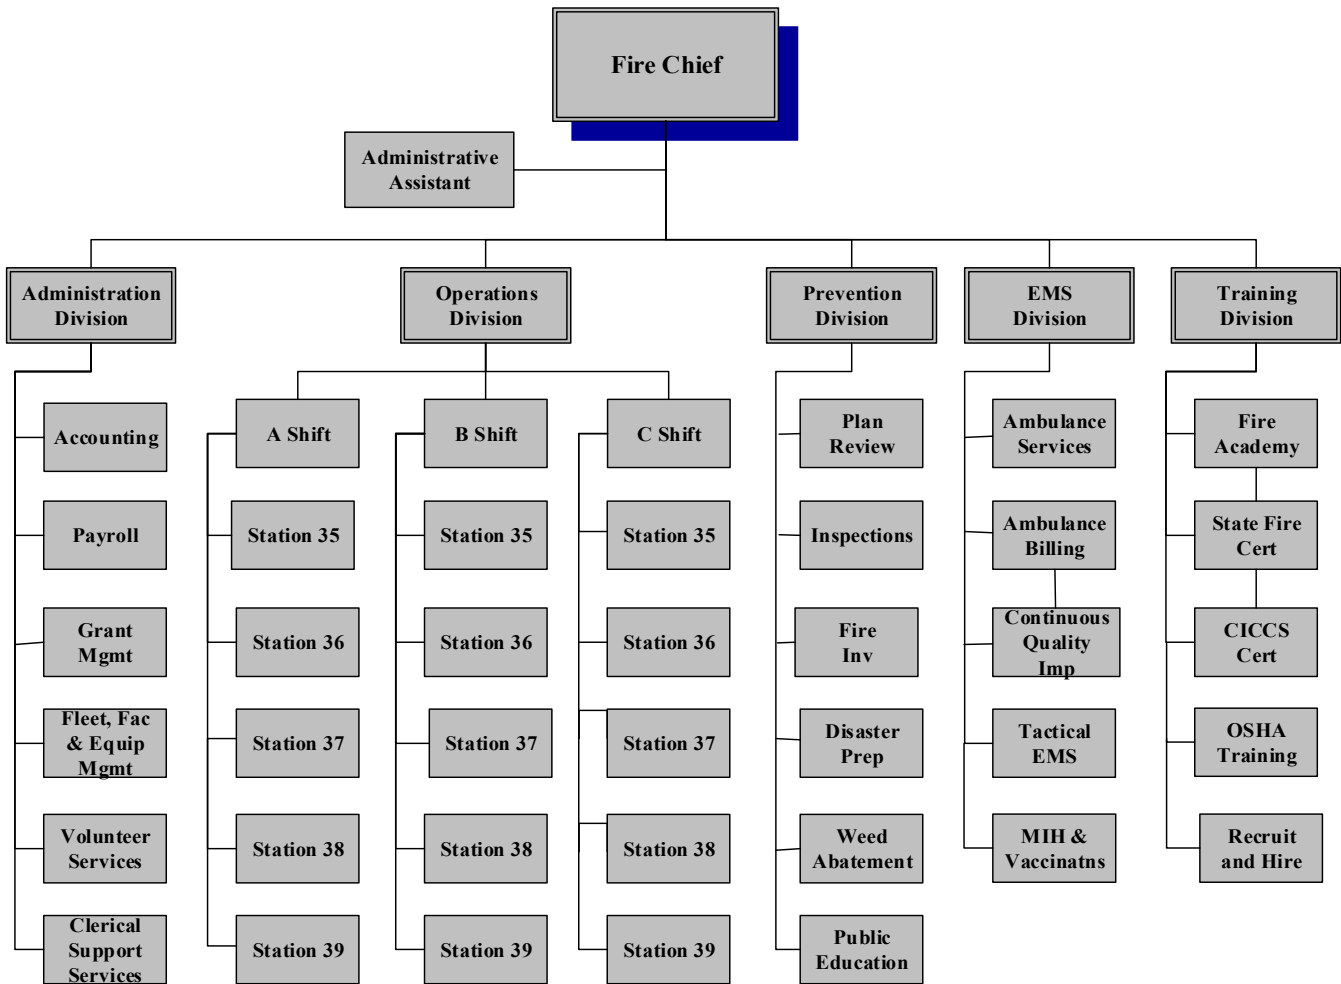 Fire Chief
Administrative
Assistant
Administration
Division
Operations
Division
Prevention
Division
EMS
Division
Training
Division
Accounting
Payroll
Grant
Mgmt
Fleet, Fac
& Equip
Mgmt
Volunteer
Services
Clerical
Support
Services
A Shift
Station 35
Station 36
Station 37
Station 38
Station 39
B Shift
Station 35
Station 36
Station 37
Station 38
Station 39
C Shift
Station 35
Station 36
Station 37
Station 38
Station 39
Plan
Review
Inspections
Fire
Inv
Disaster
Prep
Weed
Abatement
Public
Education
Ambulance
Services
Ambulance
Billing
Continuous
Quality
Imp
Tactical
EMS
MIH &
Vaccinatns
Fire
Academy
State Fire
Cert
CICCS
Cert
OSHA
Training
Recruit
and Hire